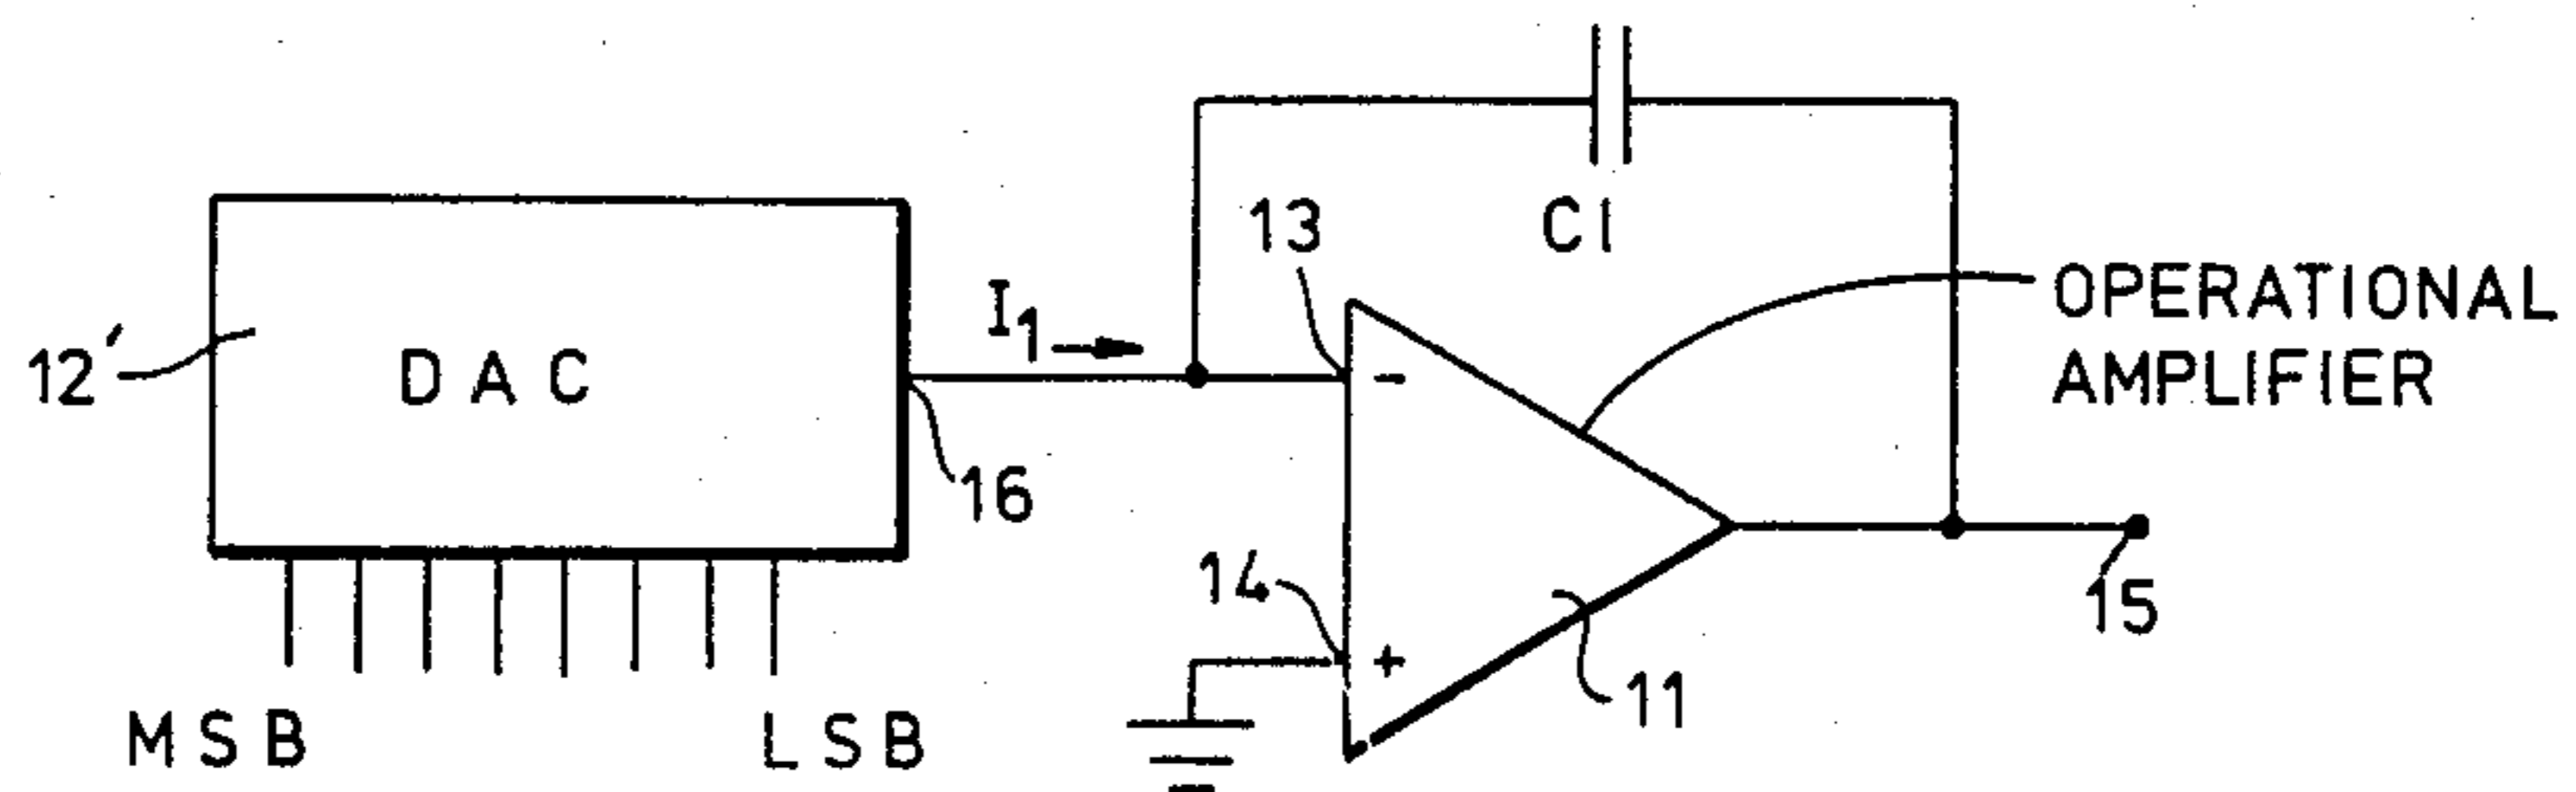 C1
13
I1
OPERATIONAL
AMPLIFIER
12'
DAC
-
16
14
15
+
11
MSB
LSB